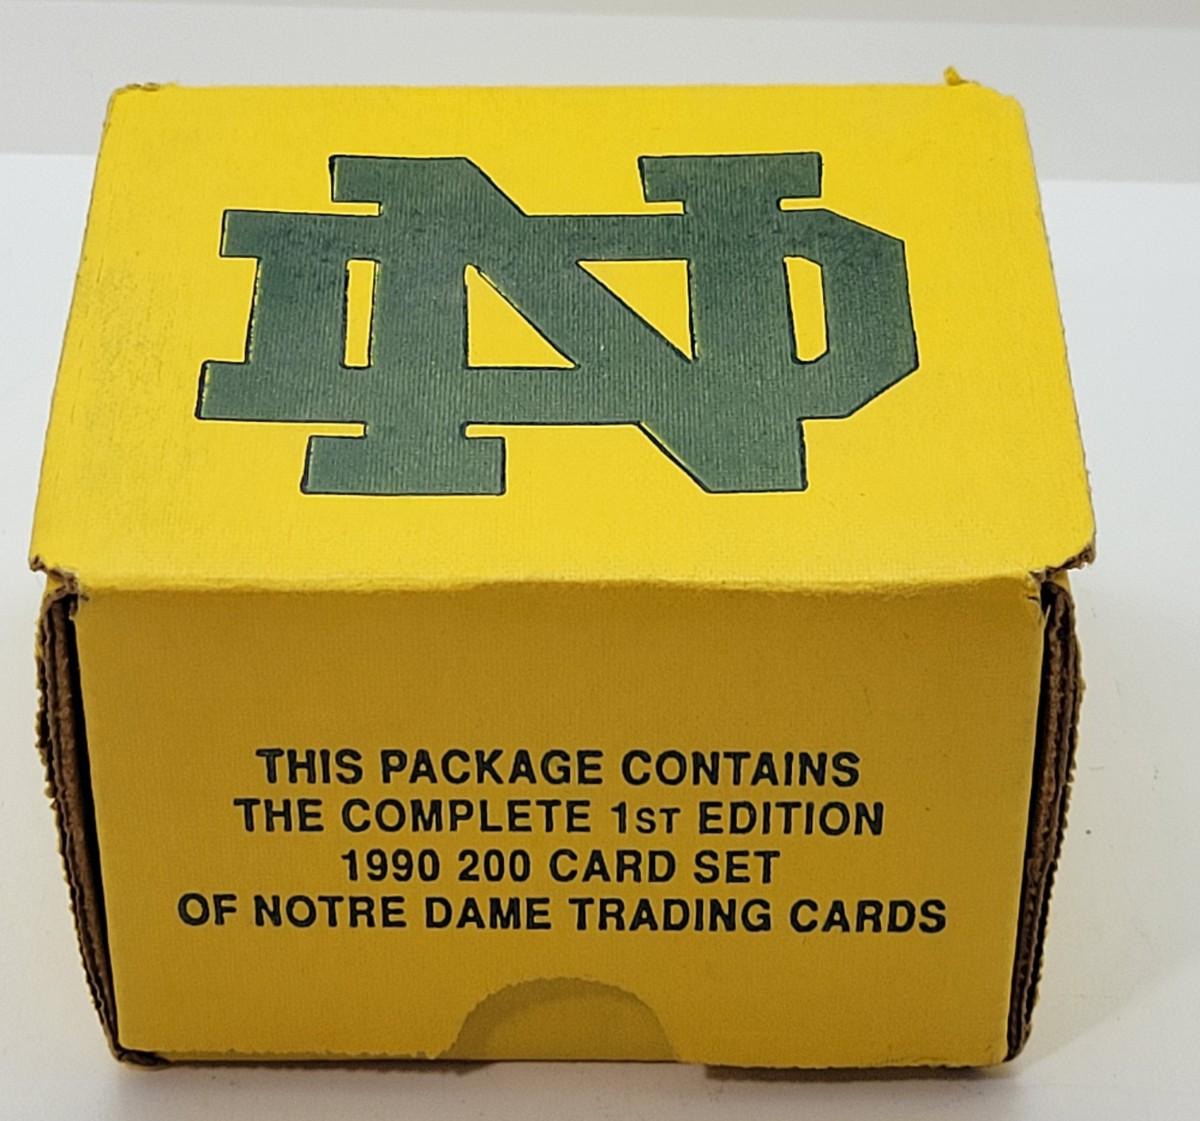 ND
THIS PACKAGE CONTAINS
THE COMPLETE 1ST EDITION
1990 200 CARD SET
OF NOTRE DAME TRADING CARDS